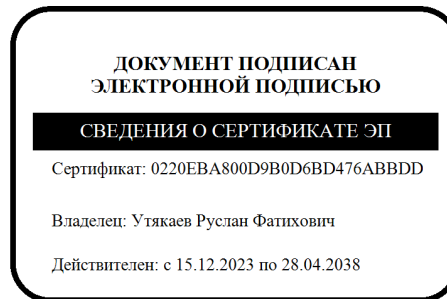 ДОКУМЕНТ ПОДПИСАН
ЭЛЕКТРОННОЙ ПОДПИСЬЮ
СВЕДЕНИЯ О СЕРТИФИКАТЕ ЭП
Сертификат: 0220EBA800D9B0D6BD476ABBDD
Владелец: Утякаев Руслан Фатихович
Действителен: с 15.12.2023 по 28.04.2038